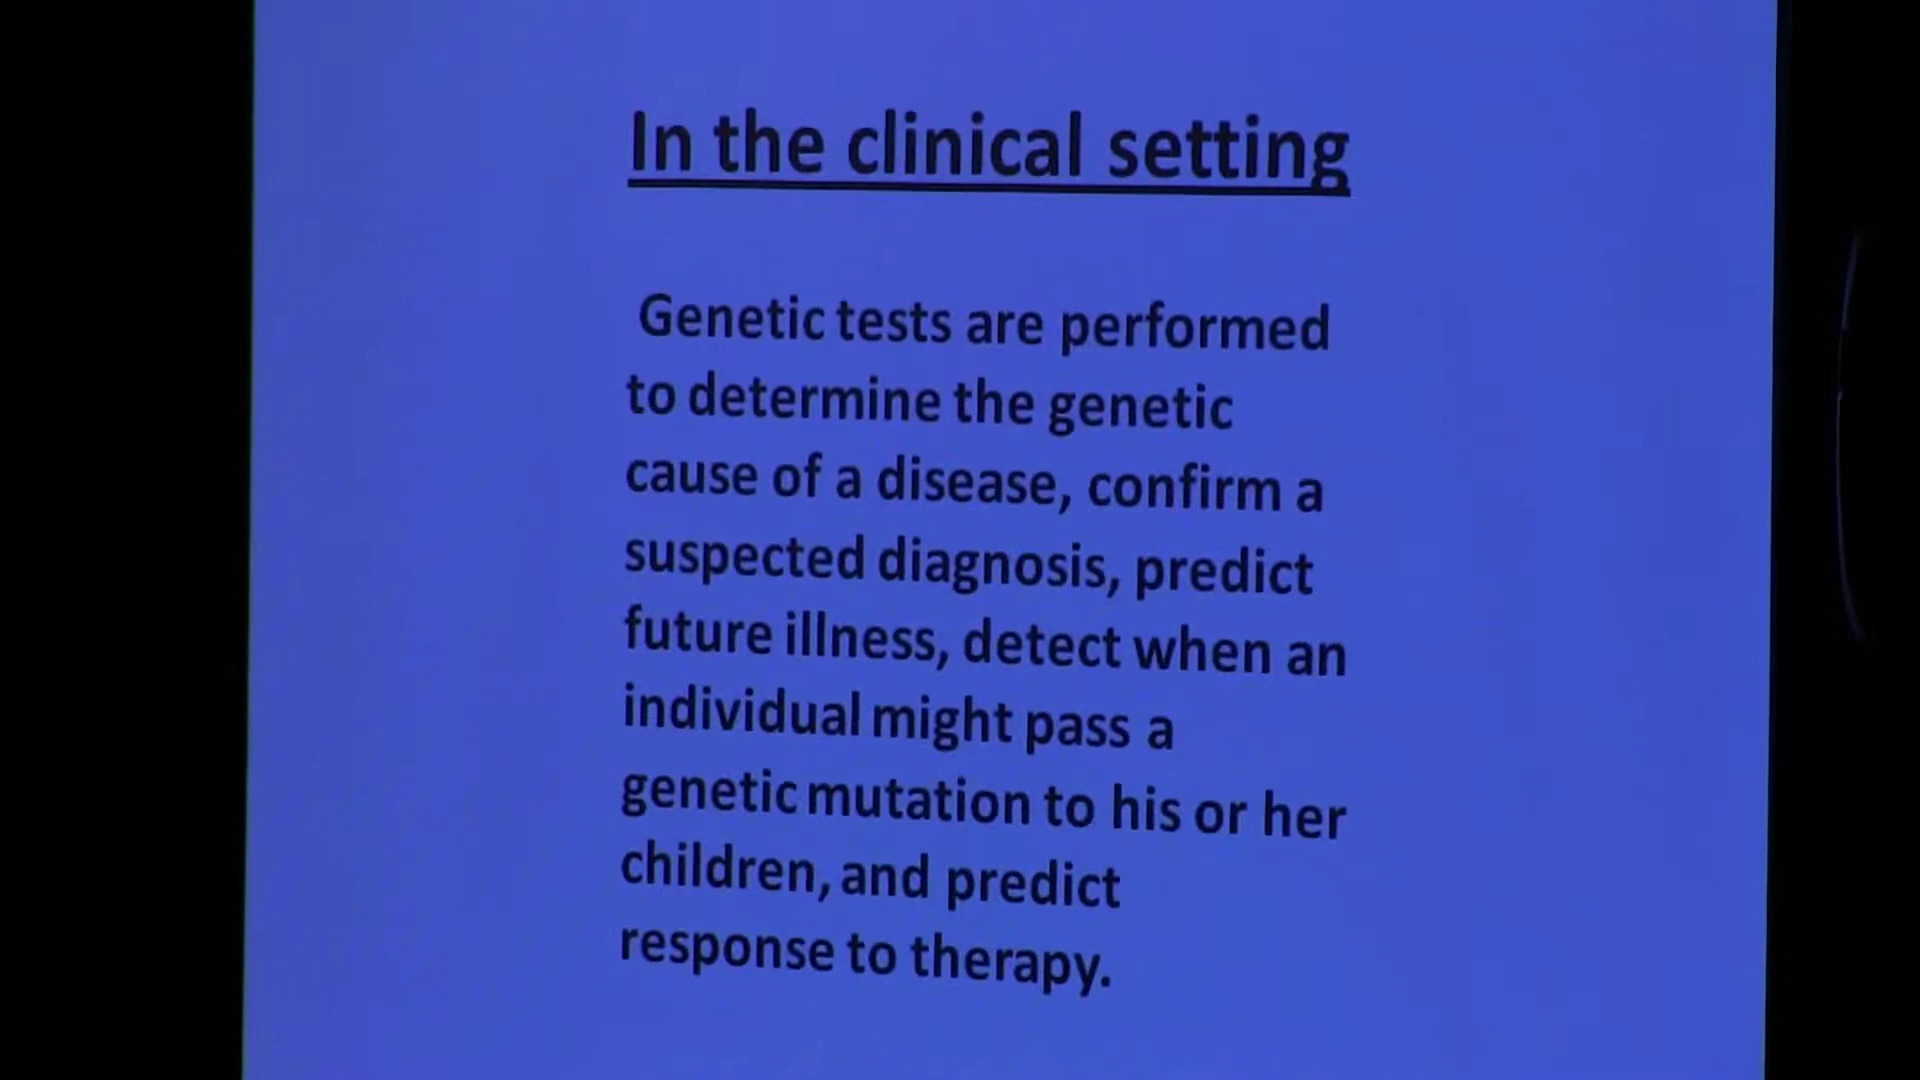 In the clinical setting
Genetic tests are performed
to determine the genetic
cause of a disease, confirm a
suspected diagnosis, predict
future illness, detect when an
individual might pass a
genetic mutation to his or her
children, and predict
response to therapy.